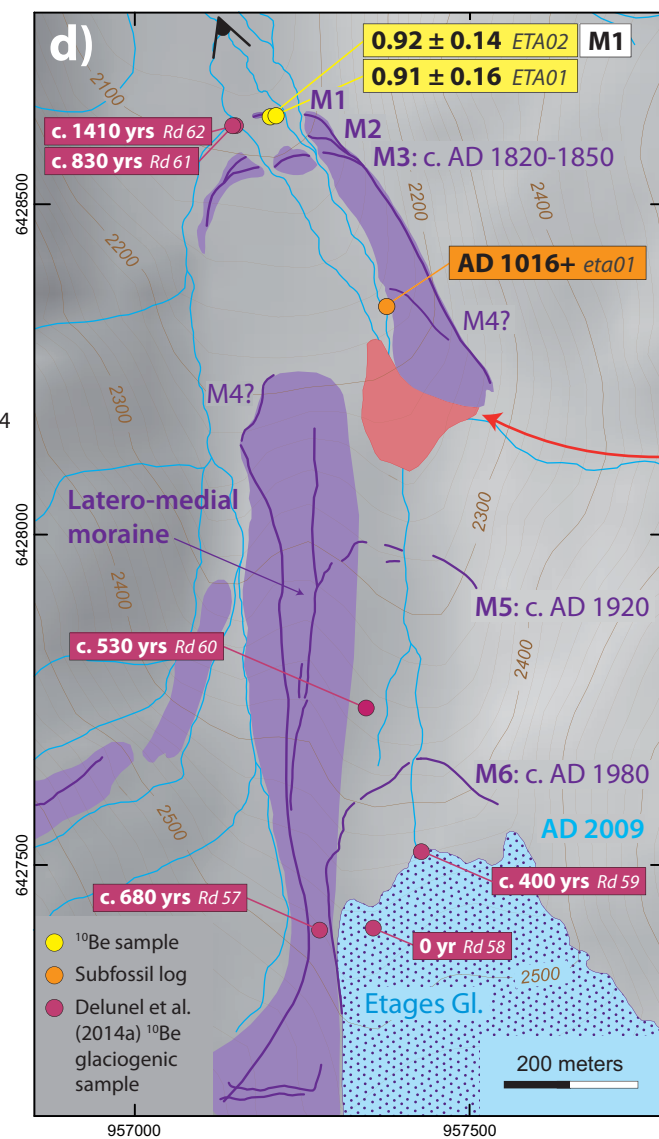 d)
0.92 ± 0.14 ETA02
M1
0.91 ± 0.16 ETA01
2100
M1
c. 1410 yrs Rd 62
M2
c. 830 yrs Rd 61
M3: c. AD 1820-1850
6428500
2200
2400
2200
AD 1016+ eta01
M4?
M4?
2300
4
2300
Latero-medial
moraine
6428000
M5: c. AD 1920
2400
2400
c. 530 yrs Rd 60
M6: c. AD 1980
2500
AD 2009
6427500
c. 680 yrs Rd 57
c. 400 yrs Rd 59
0 yr Rd 58
2500
Etages Gl.
¹⁰Be sample
Subfossil log
Delunel et al.
(2014a) ¹⁰Be
glaciogenic
sample
200 meters
957000
957500